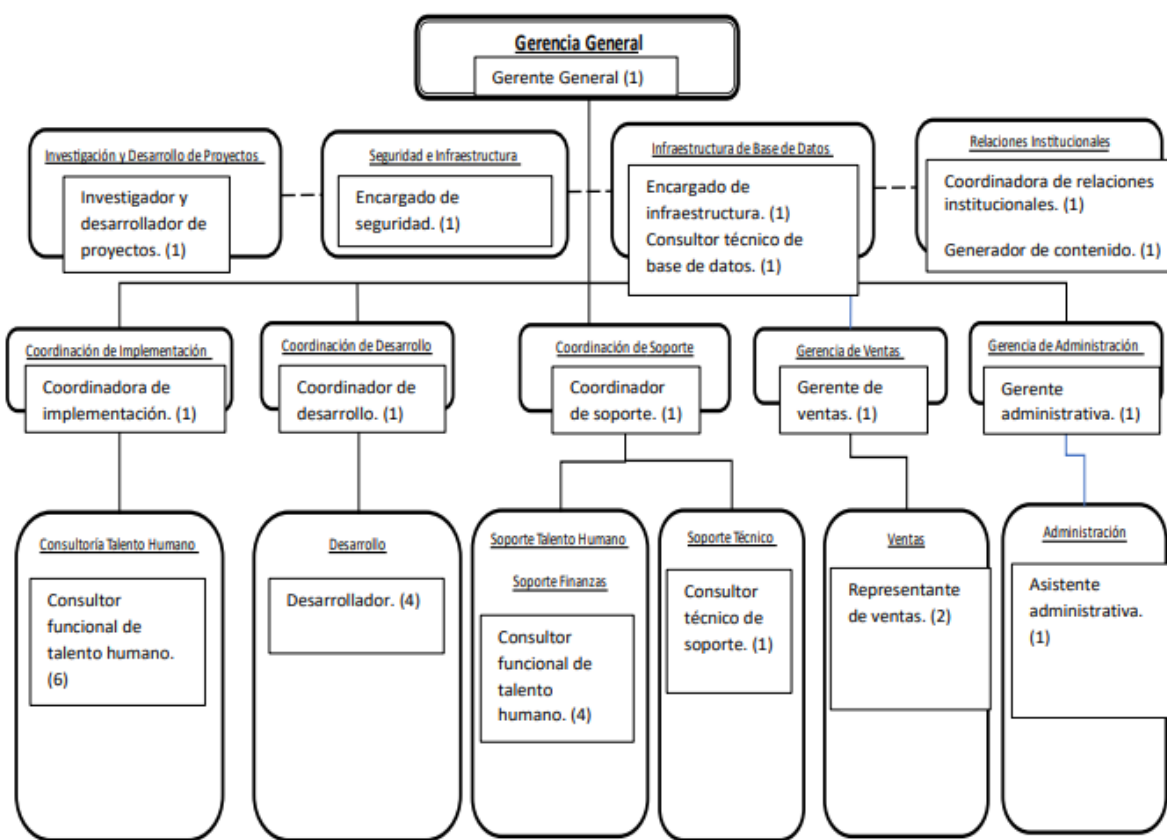 Gerencia General
Gerente General (1)
Investigación y Desarrollo de Proyectos
Investigador y
desarrollador de
proyectos. (1)
Seguridad e Infraestructura
Encargado de
seguridad. (1)
Infraestructura de Base de Datos
Encargado de
infraestructura. (1)
Consultor técnico de
base de datos. (1)
Relaciones Institucionales
Coordinadora de relaciones
institucionales. (1)
Generador de contenido. (1)
Coordinación de Implementación
Coordinadora de
implementación. (1)
Coordinación de Desarrollo
Coordinador de
desarrollo. (1)
Coordinación de Soporte
Coordinador
de soporte. (1)
Gerencia de Ventas
Gerente de
ventas. (1)
Gerencia de Administración
Gerente
administrativa. (1)
Consultoría Talento Humano
Consultor
funcional de
talento humano.
(6)
Desarrollo
Desarrollador. (4)
Soporte Talento Humano
Soporte Finanzas
Consultor
funcional de
talento
humano. (4)
Soporte Técnico
Consultor
técnico de
soporte. (1)
Ventas
Representante
de ventas. (2)
Administración
Asistente
administrativa.
(1)